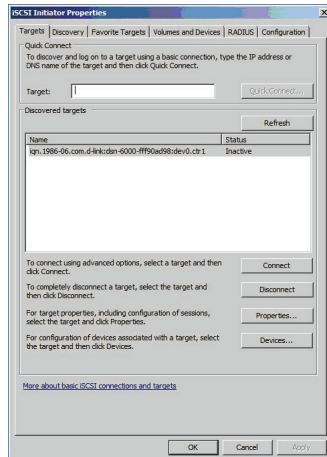 iSCSI Initiator Properties
Targets Discovery Favorite Targets Volumes and Devices RADIUS Configuration
Quick Connect
To discover and log on to a target using a basic connection, type the IP address or
DNS name of the target and then click Quick Connect.
Target:
Quick Connect...
Discovered targets
Refresh
Name Status
iqn.1986-06.com.d-link:dsn-6000-fff90ad98:dev0.ctr1 Inactive
To connect using advanced options, select a target and then
click Connect.
Connect
To completely disconnect a target, select the target and
then click Disconnect.
Disconnect
For target properties, including configuration of sessions,
select the target and click Properties.
Properties...
For configuration of devices associated with a target, select
the target and then click Devices.
Devices...
More about basic iSCSI connections and targets
OK Cancel Apply